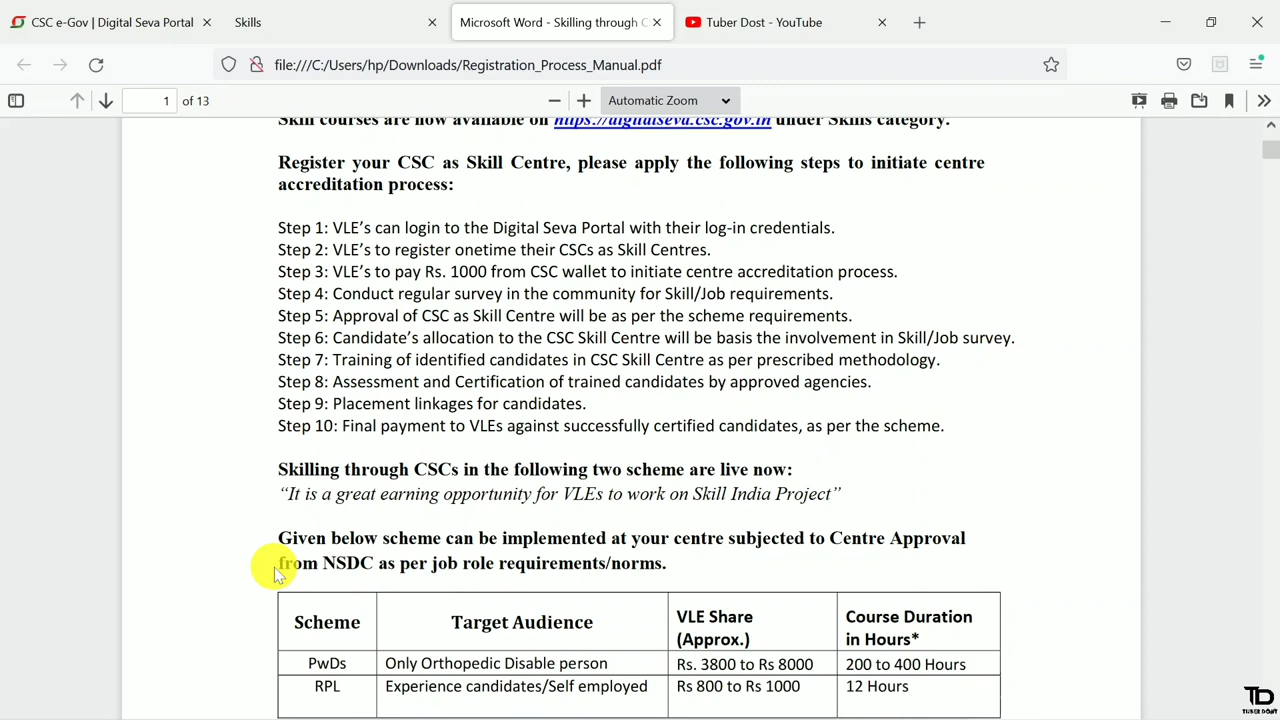 CSC e-Gov | Digital Seva Portal
Skills
Microsoft Word - Skilling through C
Tuber Dost - YouTube
file:///C:/Users/hp/Downloads/Registration_Process_Manual.pdf
1 of 13
Automatic Zoom
Skill courses are now available on https://digitalseva.csc.gov.in under Skills category.
Register your CSC as Skill Centre, please apply the following steps to initiate centre
accreditation process:
Step 1: VLE's can login to the Digital Seva Portal with their log-in credentials.
Step 2: VLE's to register onetime their CSCs as Skill Centres.
Step 3: VLE's to pay Rs. 1000 from CSC wallet to initiate centre accreditation process.
Step 4: Conduct regular survey in the community for Skill/Job requirements.
Step 5: Approval of CSC as Skill Centre will be as per the scheme requirements.
Step 6: Candidate's allocation to the CSC Skill Centre will be basis the involvement in Skill/Job survey.
Step 7: Training of identified candidates in CSC Skill Centre as per prescribed methodology.
Step 8: Assessment and Certification of trained candidates by approved agencies.
Step 9: Placement linkages for candidates.
Step 10: Final payment to VLEs against successfully certified candidates, as per the scheme.
Skilling through CSCs in the following two scheme are live now:
“It is a great earning opportunity for VLEs to work on Skill India Project”
Given below scheme can be implemented at your centre subjected to Centre Approval
from NSDC as per job role requirements/norms.
Scheme Target Audience VLE Share (Approx.) Course Duration in Hours*
PwDs Only Orthopedic Disable person Rs. 3800 to Rs 8000 200 to 400 Hours
RPL Experience candidates/Self employed Rs 800 to Rs 1000 12 Hours
TD
TUBER DOST